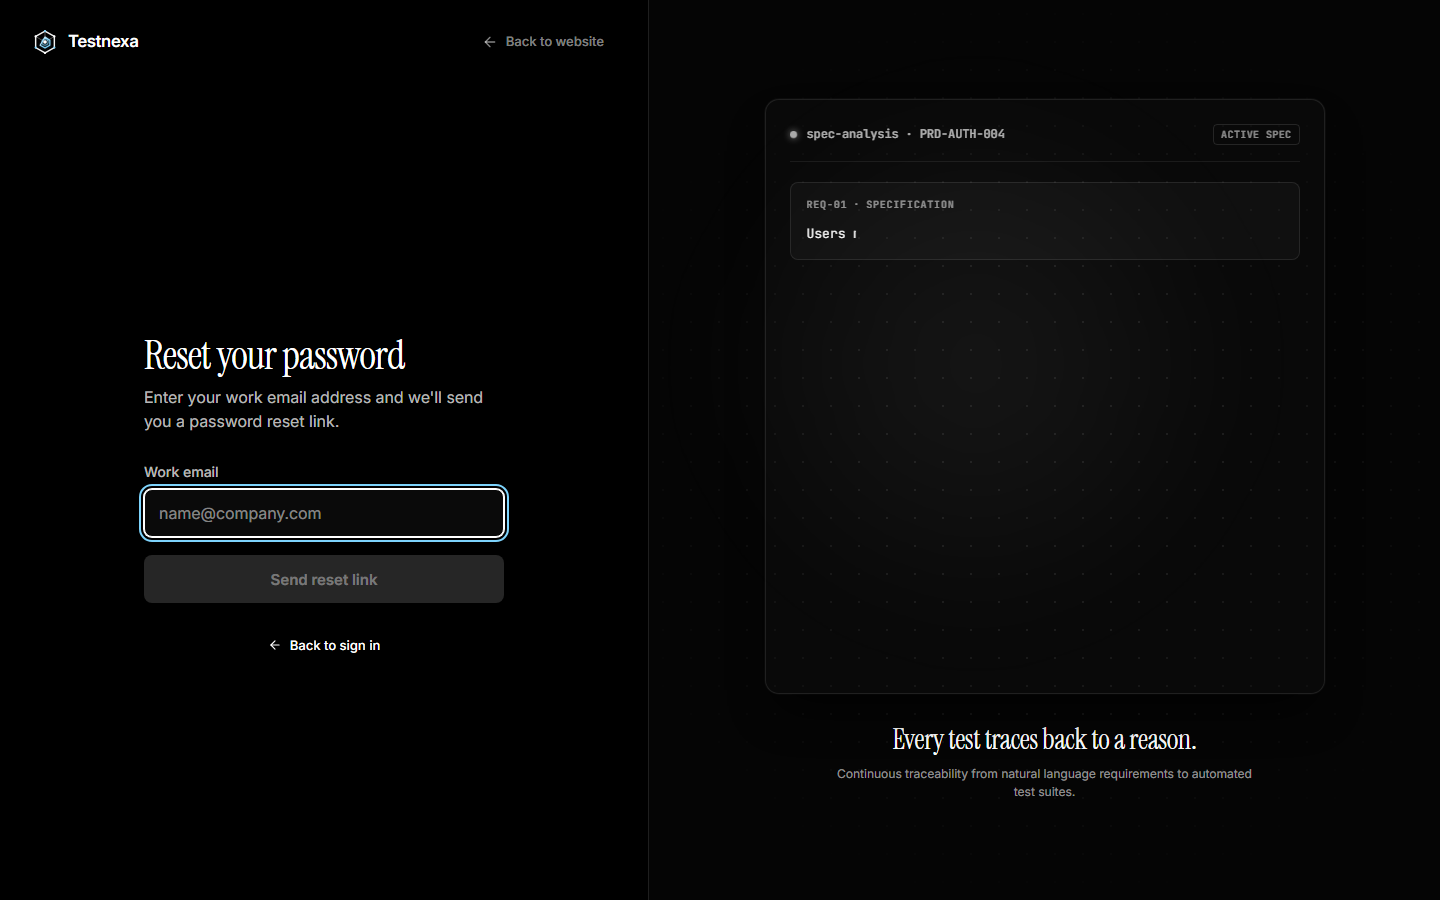 Testnexa
← Back to website
Reset your password
Enter your work email address and we'll send
you a password reset link.
Work email
name@company.com
Send reset link
← Back to sign in
spec-analysis · PRD-AUTH-004
ACTIVE SPEC
REQ-01 · SPECIFICATION
Users
Every test traces back to a reason.
Continuous traceability from natural language requirements to automated
test suites.